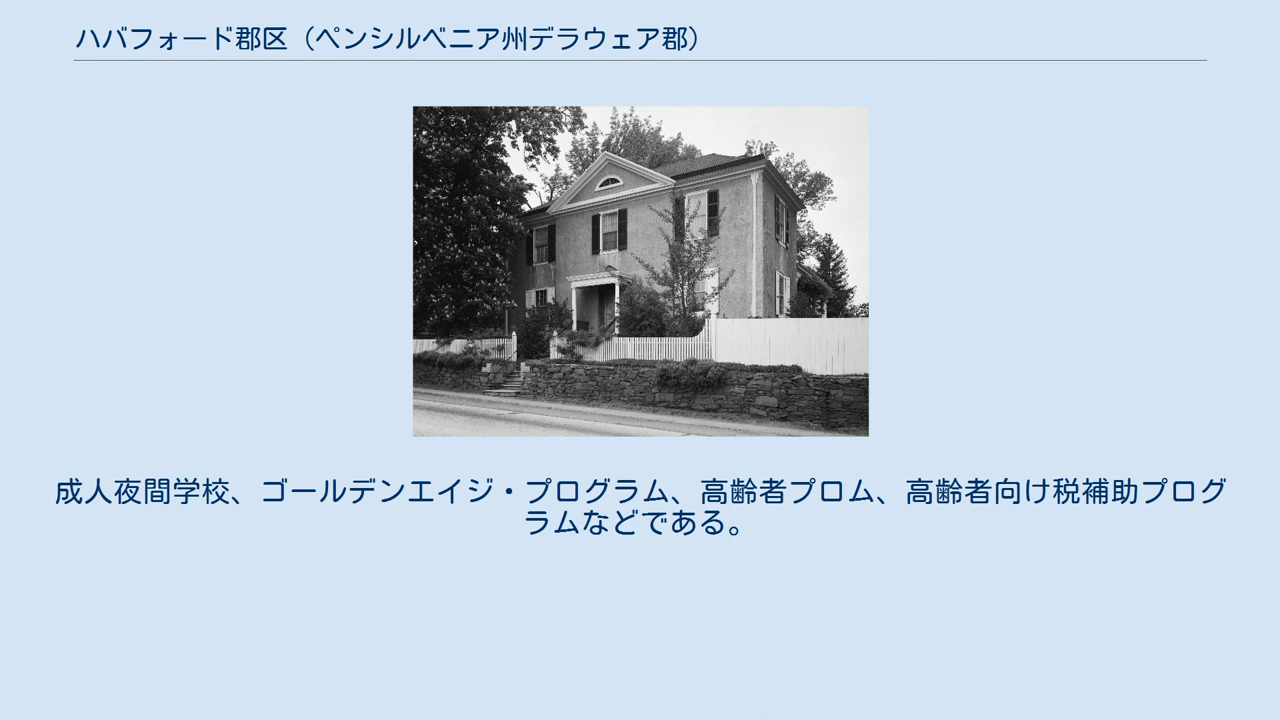 ハバフォード郡区（ペンシルベニア州デラウェア郡）
成人夜間学校、ゴールデンエイジ・プログラム、高齢者プロム、高齢者向け税補助プログ
ラムなどである。